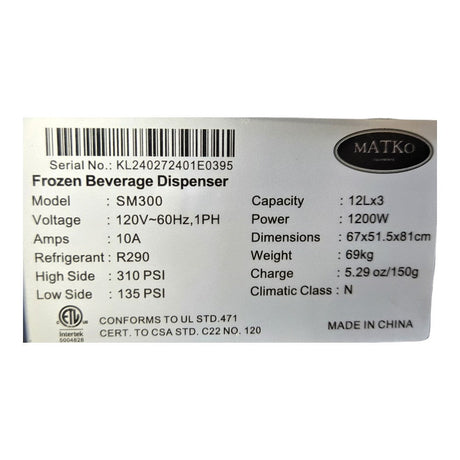 Serial No.: KL240272401E0395
MATKO
Frozen Beverage Dispenser
Model : SM300
Voltage : 120V~60Hz,1PH
Amps : 10A
Refrigerant : R290
High Side : 310 PSI
Low Side : 135 PSI
Capacity : 12Lx3
Power : 1200W
Dimensions : 67x51.5x81cm
Weight : 69kg
Charge : 5.29 oz/150g
Climatic Class : N
ETL
Intertek
5004828
CONFORMS TO UL STD.471
CERT. TO CSA STD. C22 NO. 120
MADE IN CHINA